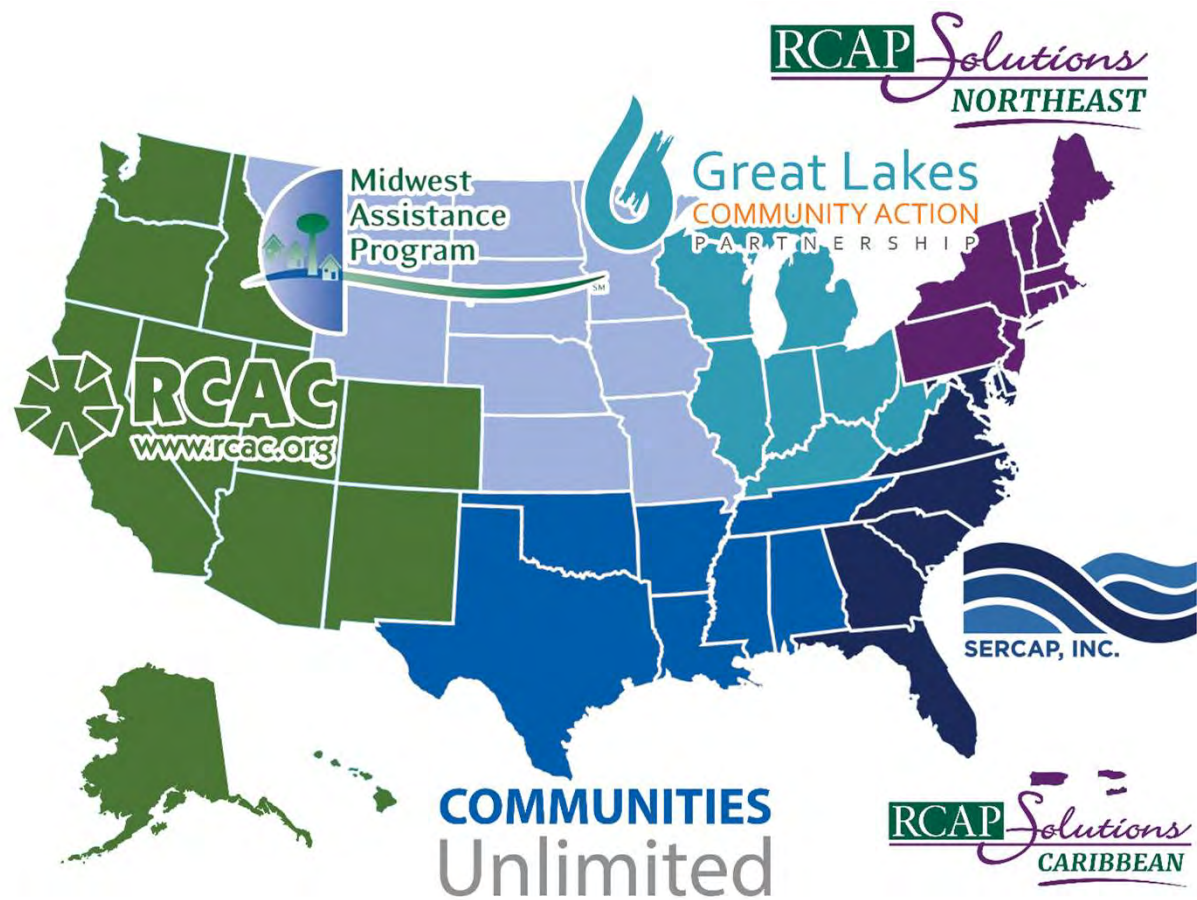 RCAP Solutions
NORTHEAST
Midwest
Assistance
Program
SM
Great Lakes
COMMUNITY ACTION
PARTNERSHIP
RCAC
www.rcac.org
SERCAP, INC.
COMMUNITIES
Unlimited
RCAP Solutions
CARIBBEAN